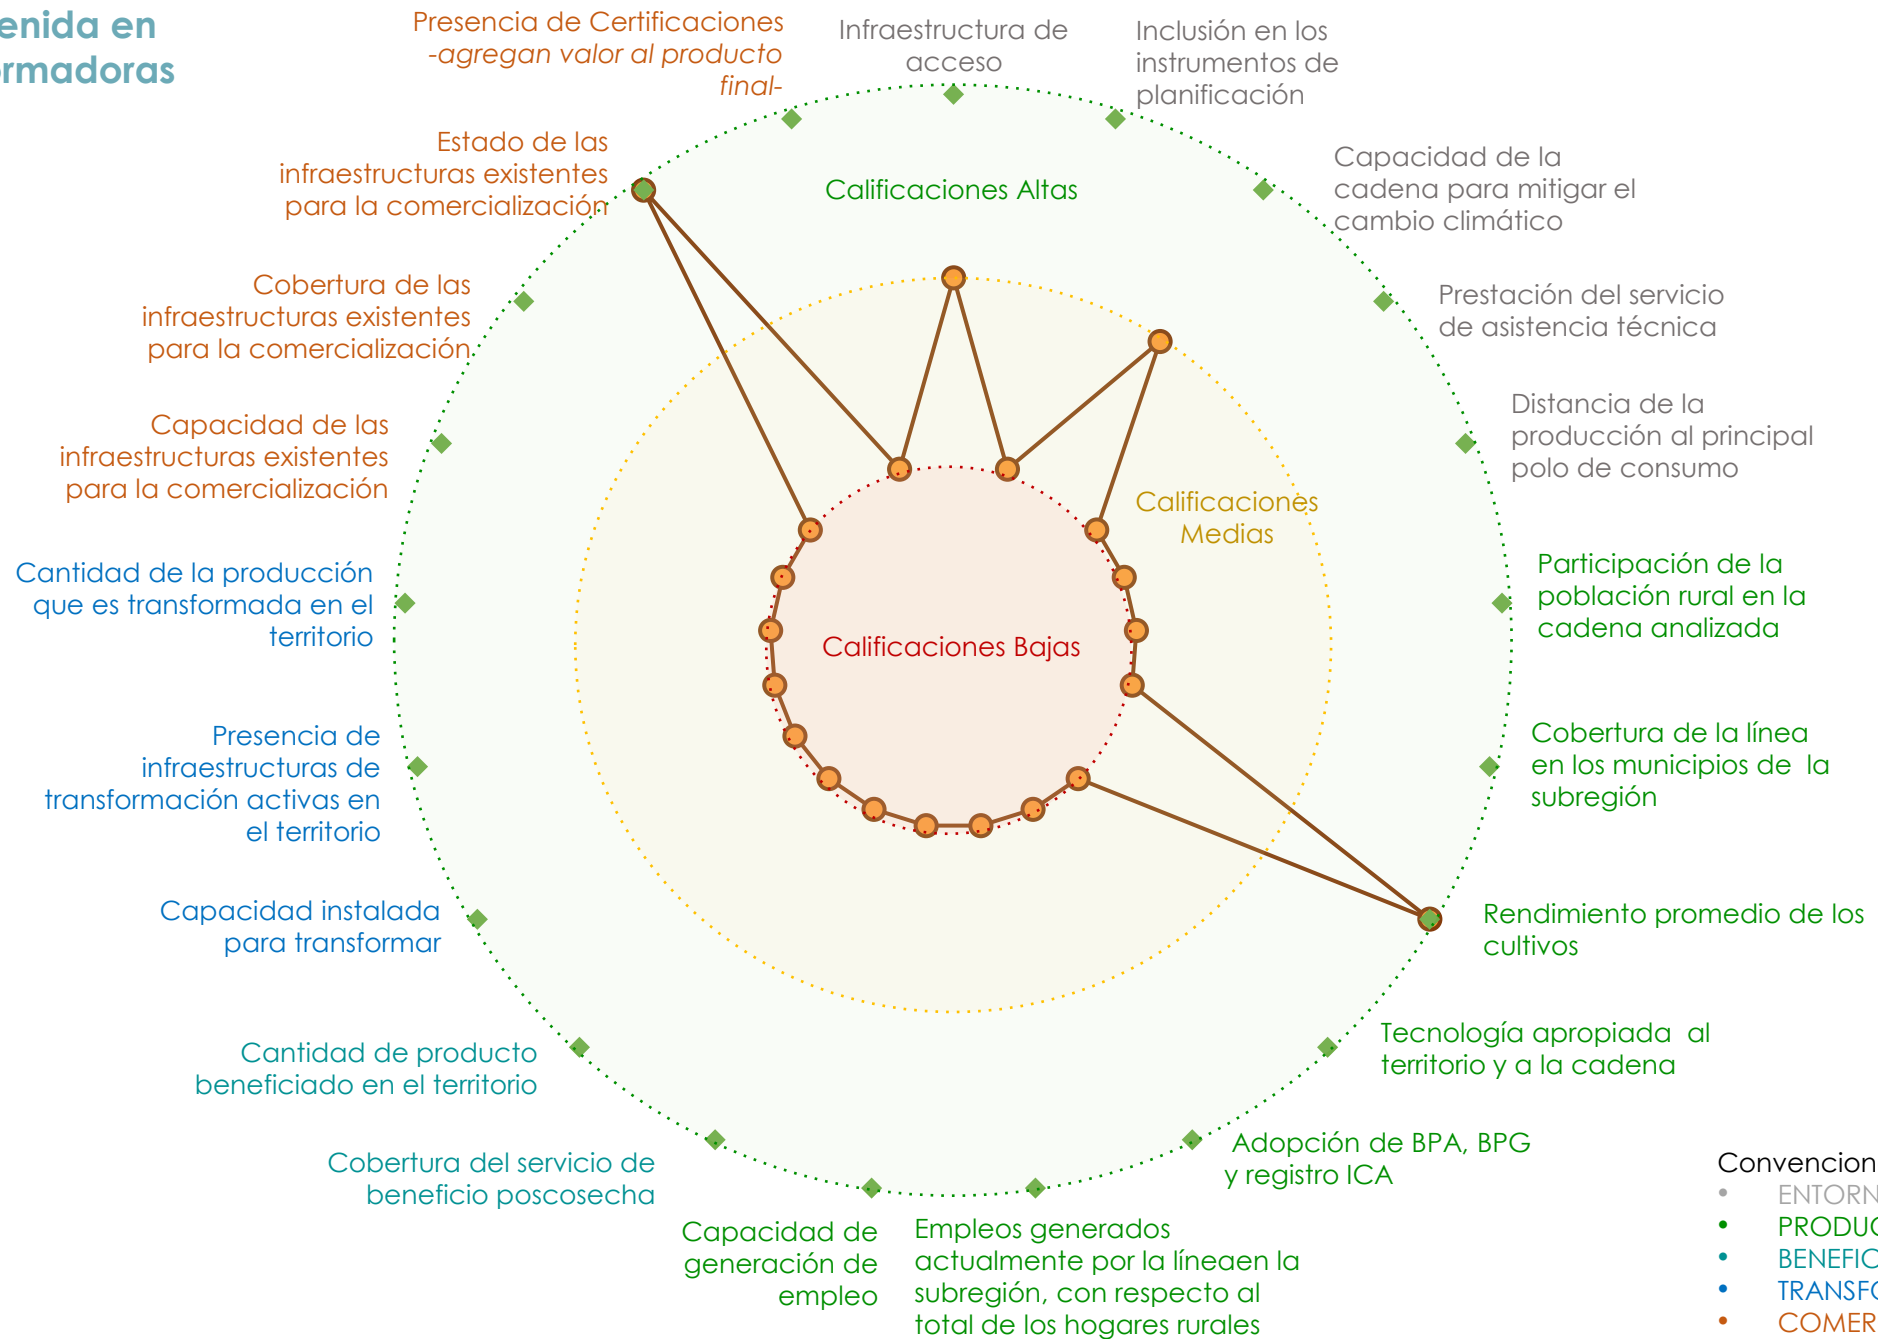 enida en
ormadoras
Presencia de Certificaciones
-agregan valor al producto
final-
Infraestructura de
acceso
Inclusión en los
instrumentos de
planificación
Estado de las
infraestructuras existentes
para la comercialización
Calificaciones Altas
Capacidad de la
cadena para mitigar el
cambio climático
Cobertura de las
infraestructuras existentes
para la comercialización
Prestación del servicio
de asistencia técnica
Capacidad de las
infraestructuras existentes
para la comercialización
Distancia de la
producción al principal
polo de consumo
Calificaciones
Medias
Cantidad de la producción
que es transformada en el
territorio
Calificaciones Bajas
Participación de la
población rural en la
cadena analizada
Presencia de
infraestructuras de
transformación activas en
el territorio
Cobertura de la línea
en los municipios de  la
subregión
Capacidad instalada
para transformar
Rendimiento promedio de los
cultivos
Cantidad de producto
beneficiado en el territorio
Tecnología apropiada  al
territorio y a la cadena
Cobertura del servicio de
beneficio poscosecha
Adopción de BPA, BPG
y registro ICA
Capacidad de
generación de
empleo
Empleos generados
actualmente por la líneaen la
subregión, con respecto al
total de los hogares rurales
Convencion
• ENTORN
• PRODUC
• BENEFIC
• TRANSFO
• COMER